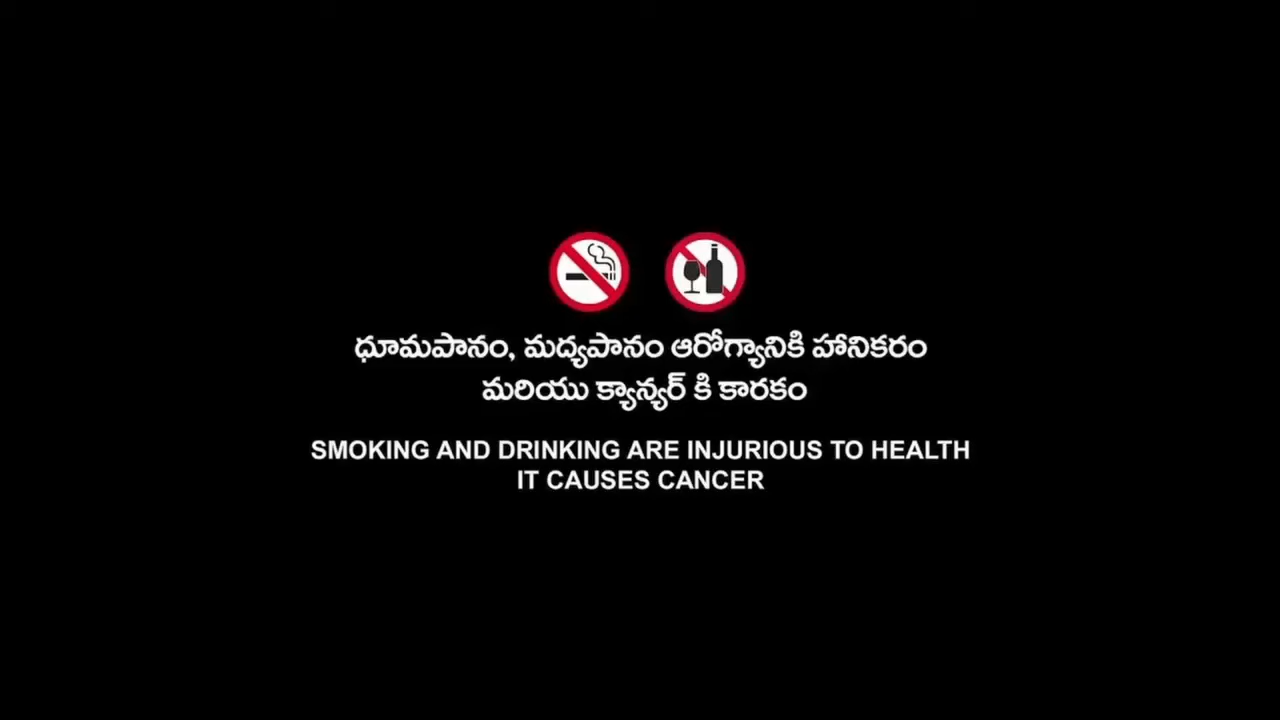 ధూమపానం, మద్యపానం ఆరోగ్యానికి హానికరం
మరియు క్యాన్సర్ కి కారకం
SMOKING AND DRINKING ARE INJURIOUS TO HEALTH
IT CAUSES CANCER